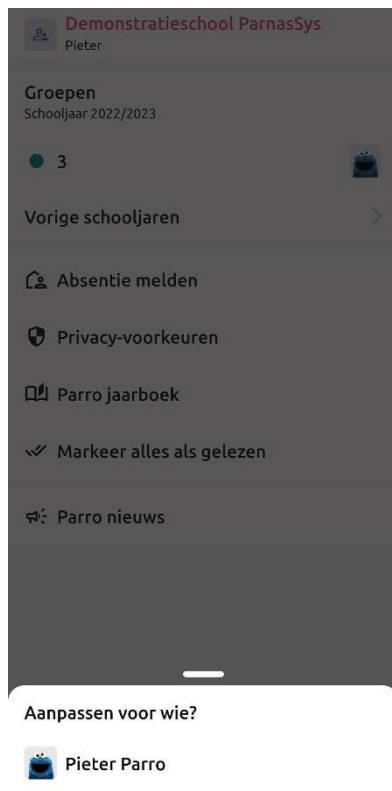 Demonstratieschool ParnasSys
Pieter
Groepen
Schooljaar 2022/2023
3
Vorige schooljaren
Absentie melden
Privacy-voorkeuren
Parro jaarboek
Markeer alles als gelezen
Parro nieuws
Aanpassen voor wie?
Pieter Parro